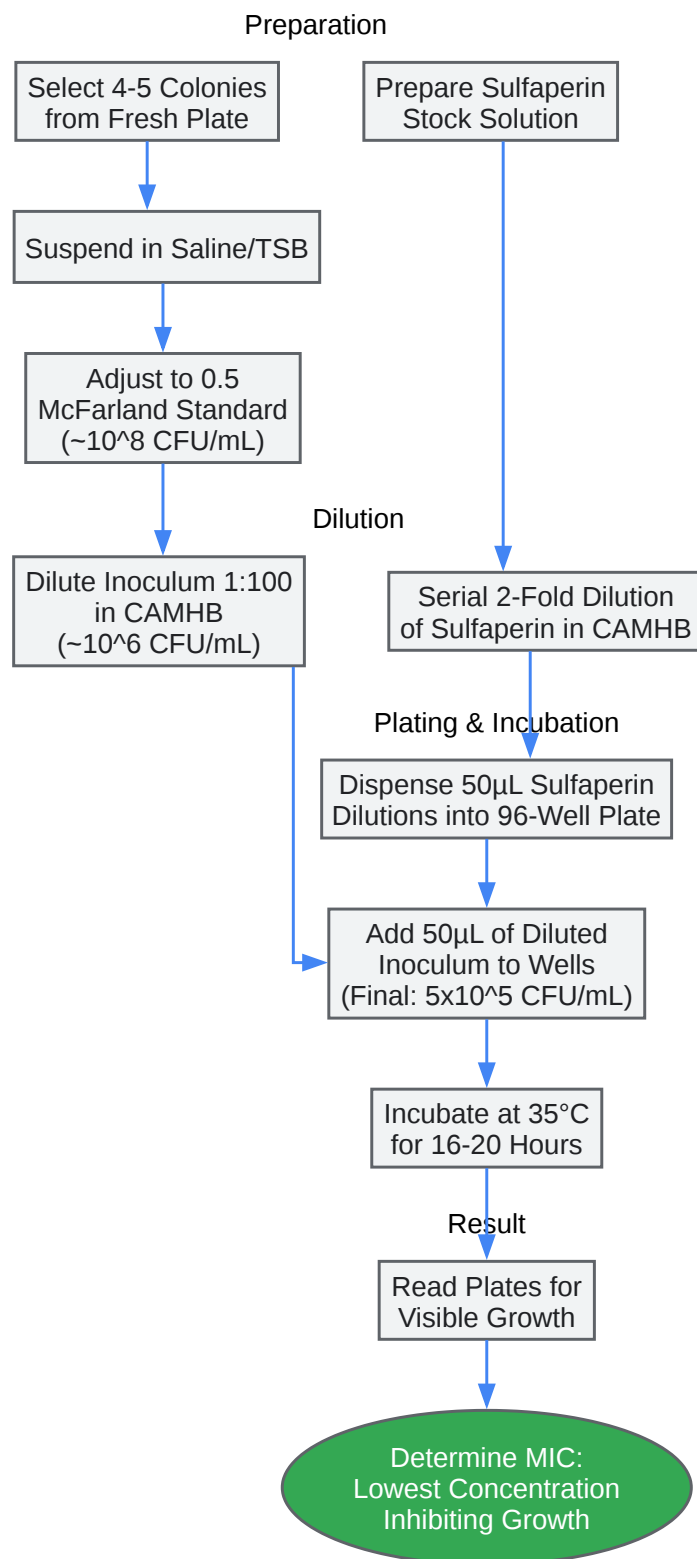 Preparation
Select 4-5 Colonies
from Fresh Plate
Prepare Sulfaperin
Stock Solution
Suspend in Saline/TSB
Adjust to 0.5
McFarland Standard
(~10^8 CFU/mL)
Dilution
Dilute Inoculum 1:100
in CAMHB
(~10^6 CFU/mL)
Serial 2-Fold Dilution
of Sulfaperin in CAMHB
Plating & Incubation
Dispense 50µL Sulfaperin
Dilutions into 96-Well Plate
Add 50µL of Diluted
Inoculum to Wells
(Final: 5x10^5 CFU/mL)
Incubate at 35°C
for 16-20 Hours
Result
Read Plates for
Visible Growth
Determine MIC:
Lowest Concentration
Inhibiting Growth